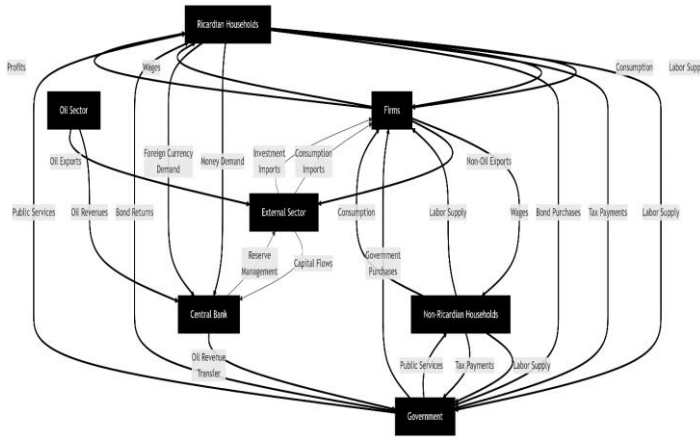 Ricardian Households
Profits
Wages
Consumption
Labor Supp
Oil Sector
Firms
Oil Exports
Foreign Currency
Demand
Money Demand
Investment
Imports
Consumption
Imports
Non-Oil Exports
Public Services
Oil Revenues
Bond Returns
External Sector
Consumption
Labor Supply
Wages
Bond Purchases
Tax Payments
Labor Supply
Reserve
Management
Capital Flows
Government
Purchases
Central Bank
Non-Ricardian Households
Oil Revenue
Transfer
Public Services
Tax Payments
Labor Supply
Government